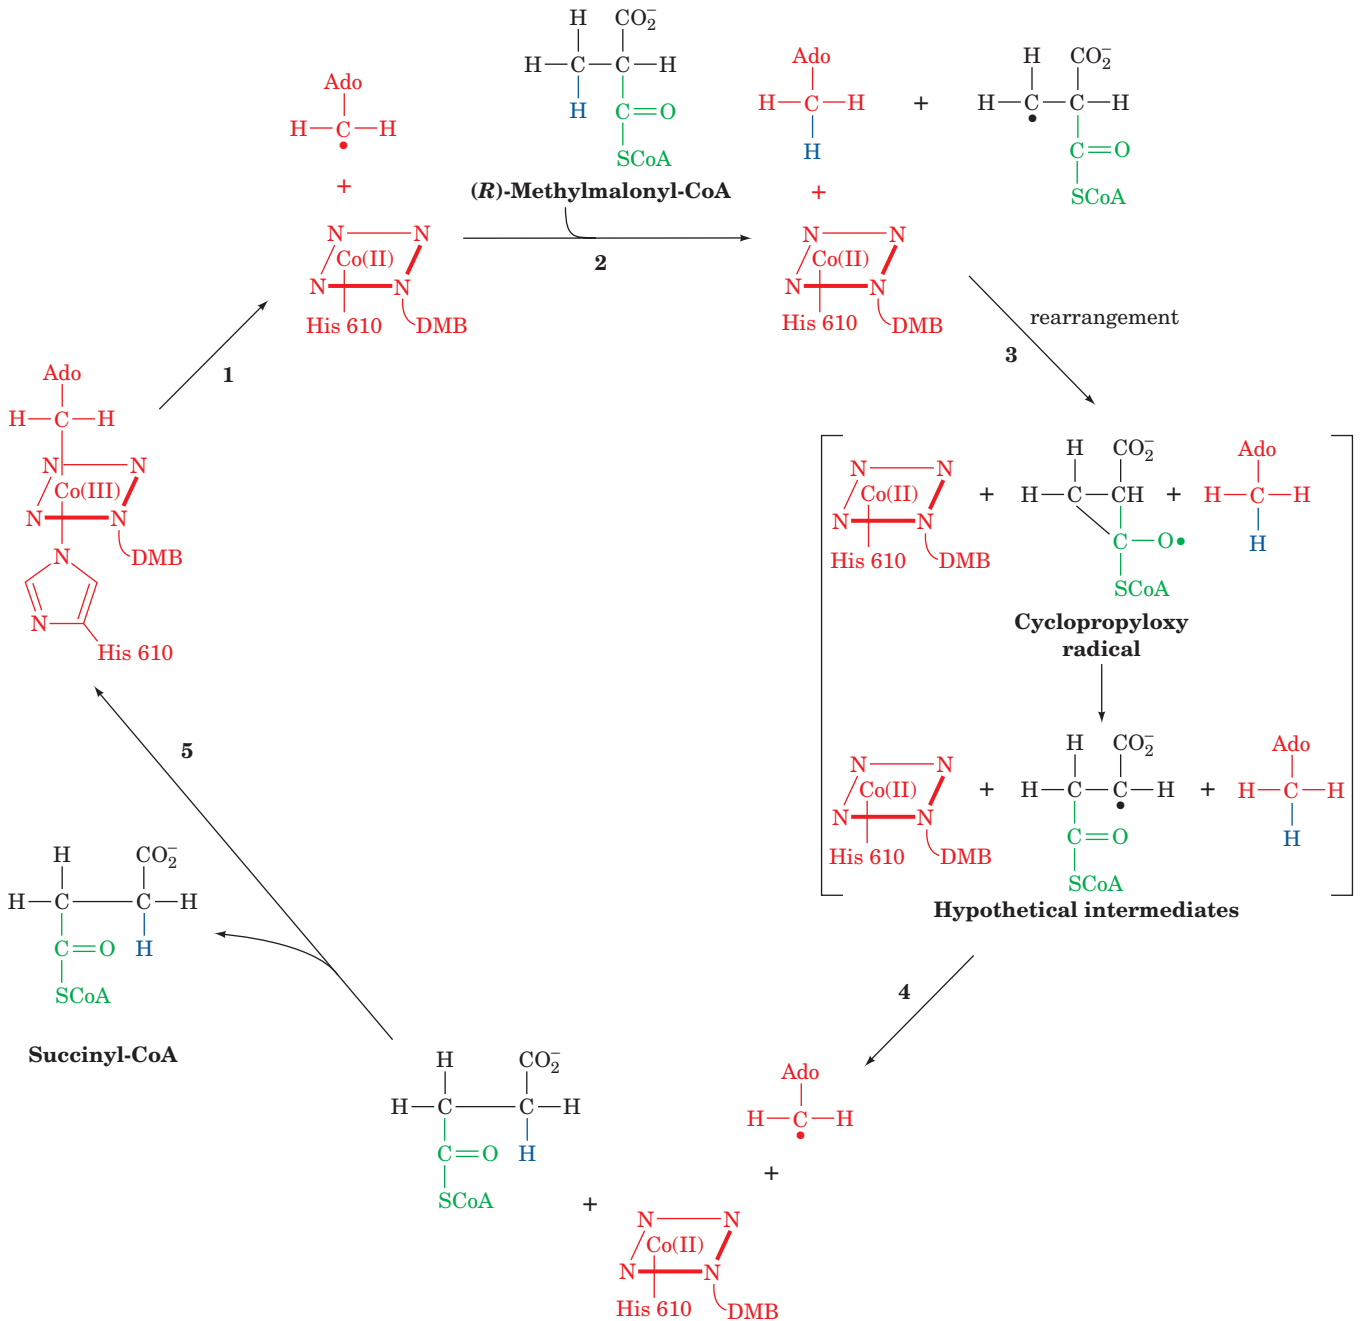 H CO₂⁻
H—C—C—H
H C=O
SCoA
(R)-Methylmalonyl-CoA
Ado
H—C—H
•
+
N N
Co(II)
N N
His 610 DMB
2
Ado
H—C—H
H
+
H CO₂⁻
H—C—C—H
• C=O
SCoA
+
N N
Co(II)
N N
His 610 DMB
rearrangement
3
1
Ado
H—C—H
N N
Co(III)
N N
N DMB
N
His 610
N N
Co(II)
N N
His 610 DMB
+
H CO₂⁻
H—C—CH
C—O•
SCoA
+
Ado
H—C—H
H
Cyclopropyloxy
radical
N N
Co(II)
N N
His 610 DMB
+
H CO₂⁻
H—C—C—H
•
C=O
SCoA
+
Ado
H—C—H
H
Hypothetical intermediates
4
Ado
H—C—H
•
+
N N
Co(II)
N N
His 610 DMB
+
H CO₂⁻
H—C—C—H
C=O H
SCoA
5
H CO₂⁻
H—C—C—H
C=O H
SCoA
Succinyl-CoA